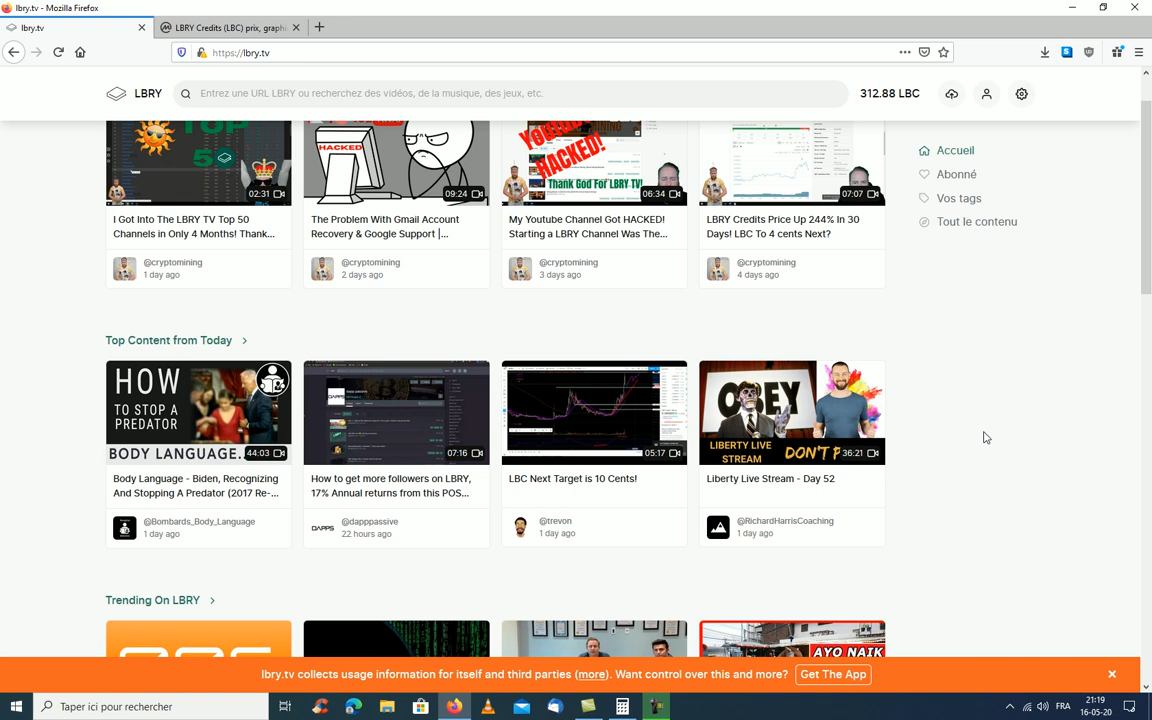 lbry.tv - Mozilla Firefox
lbry.tv
LBRY Credits (LBC) prix, graph
https://lbry.tv
LBRY
Entrez une URL LBRY ou recherchez des vidéos, de la musique, des jeux, etc.
312.88 LBC
TOP
5
02:31
HACKED
09:24
HACKED!
Thank God For LBRY TV!
06:34
07:07
I Got Into The LBRY TV Top 50
Channels in Only 4 Months! Thank...
The Problem With Gmail Account
Recovery & Google Support |...
My Youtube Channel Got HACKED!
Starting a LBRY Channel Was The...
LBRY Credits Price Up 244% In 30
Days! LBC To 4 cents Next?
@cryptomining
1 day ago
@cryptomining
2 days ago
@cryptomining
3 days ago
@cryptomining
4 days ago
Accueil
Abonné
Vos tags
Tout le contenu
Top Content from Today
HOW
TO STOP A
PREDATOR
BODY LANGUAGE.
44:03
07:16
05:17
OBEY
LIBERTY LIVE
STREAM
DON'T
36:21
Body Language - Biden, Recognizing
And Stopping A Predator (2017 Re-...
How to get more followers on LBRY,
17% Annual returns from this POS...
LBC Next Target is 10 Cents!
Liberty Live Stream - Day 52
@Bombards_Body_Language
1 day ago
DAPPS
@dapppassive
22 hours ago
@trevon
1 day ago
@RichardHarrisCoaching
1 day ago
Trending On LBRY
AYO NAIK
lbry.tv collects usage information for itself and third parties (more). Want control over this and more?
Get The App
Taper ici pour rechercher
FRA
21:19
16-05-20